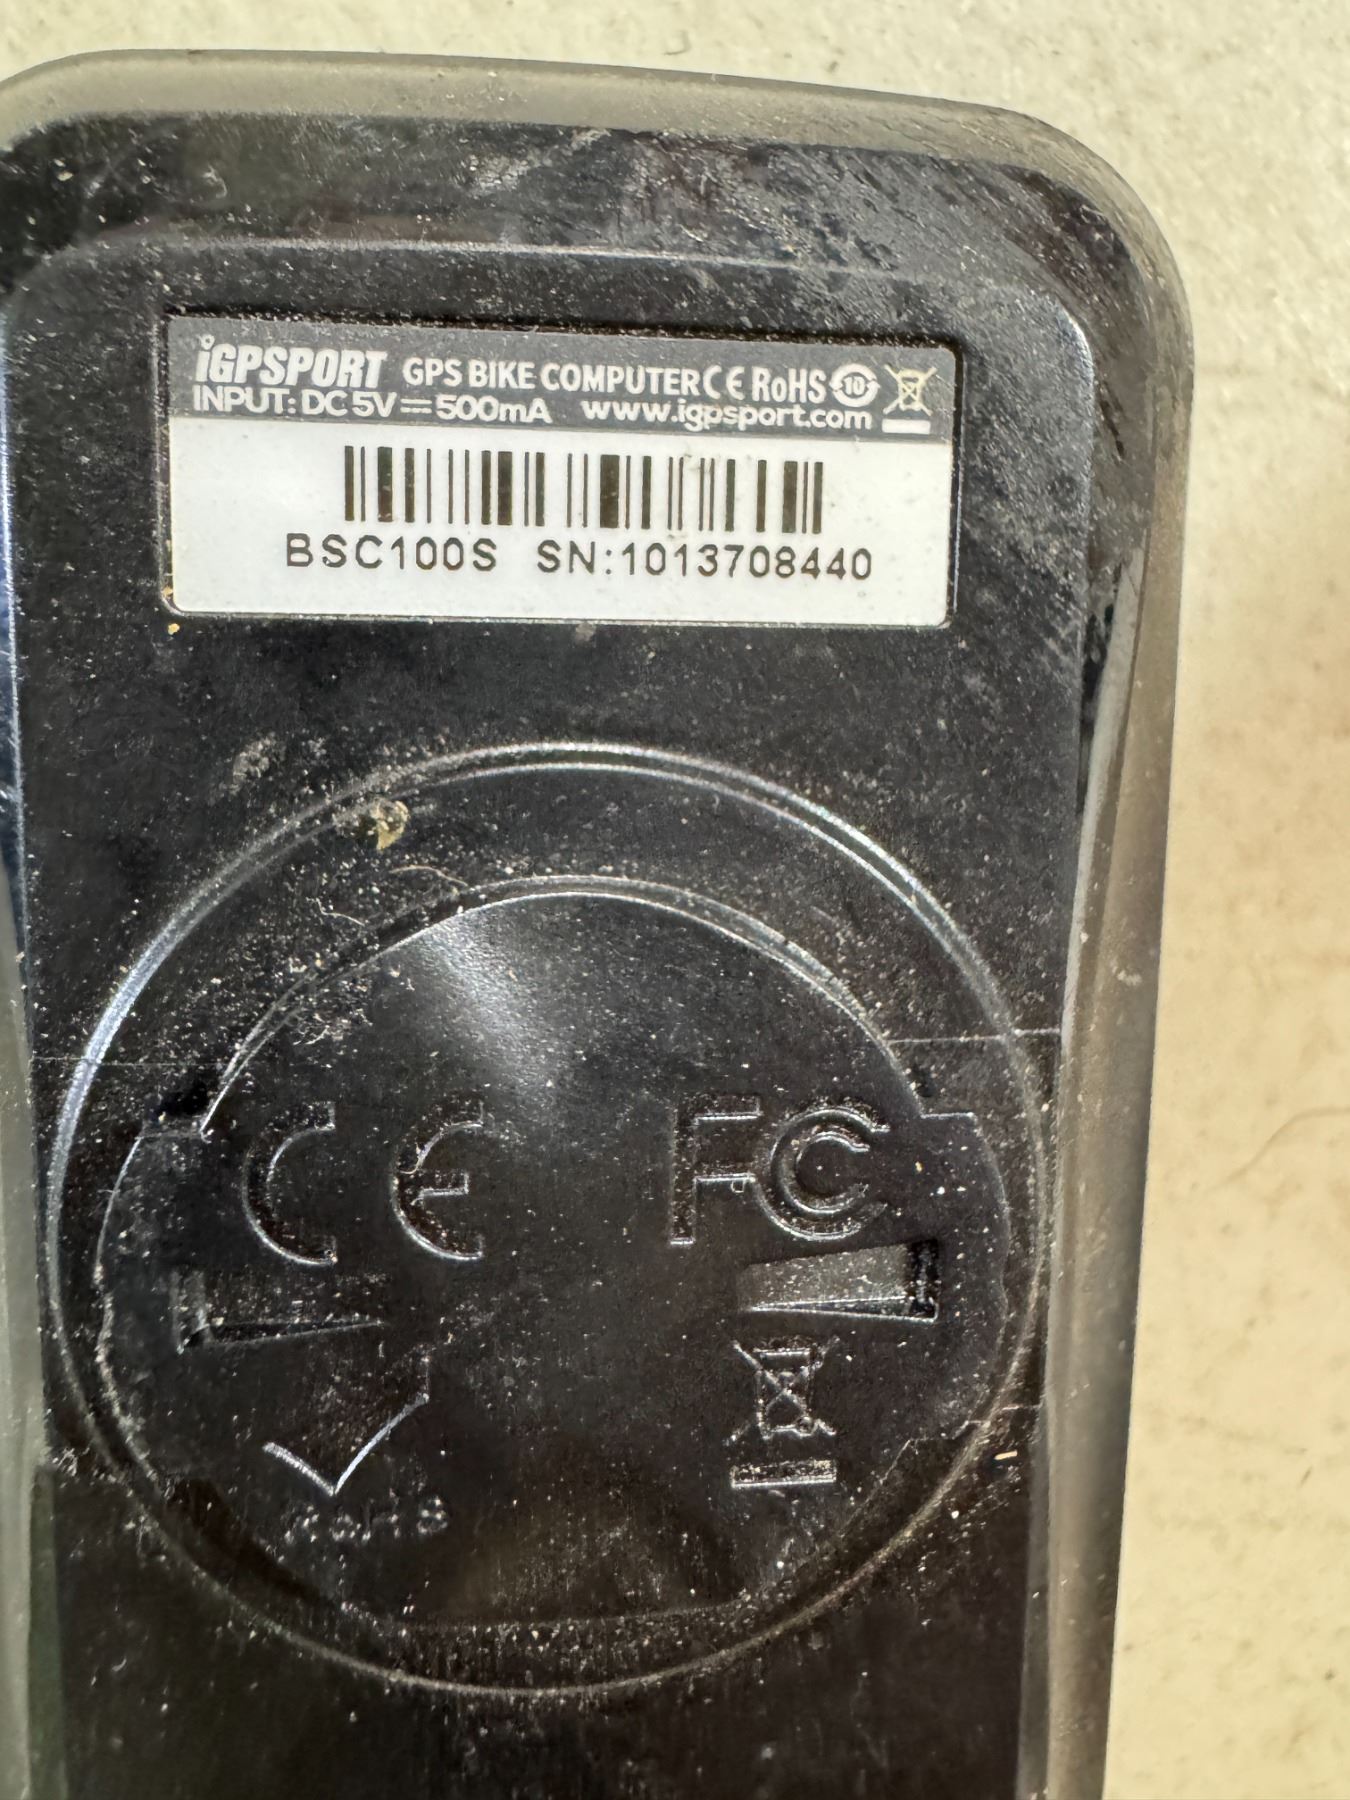 iGPSPORT GPS BIKE COMPUTER CE RoHS 10
INPUT: DC 5V⎓500mA www.igpsport.com
BSC100S SN:1013708440
CE FC
RoHS